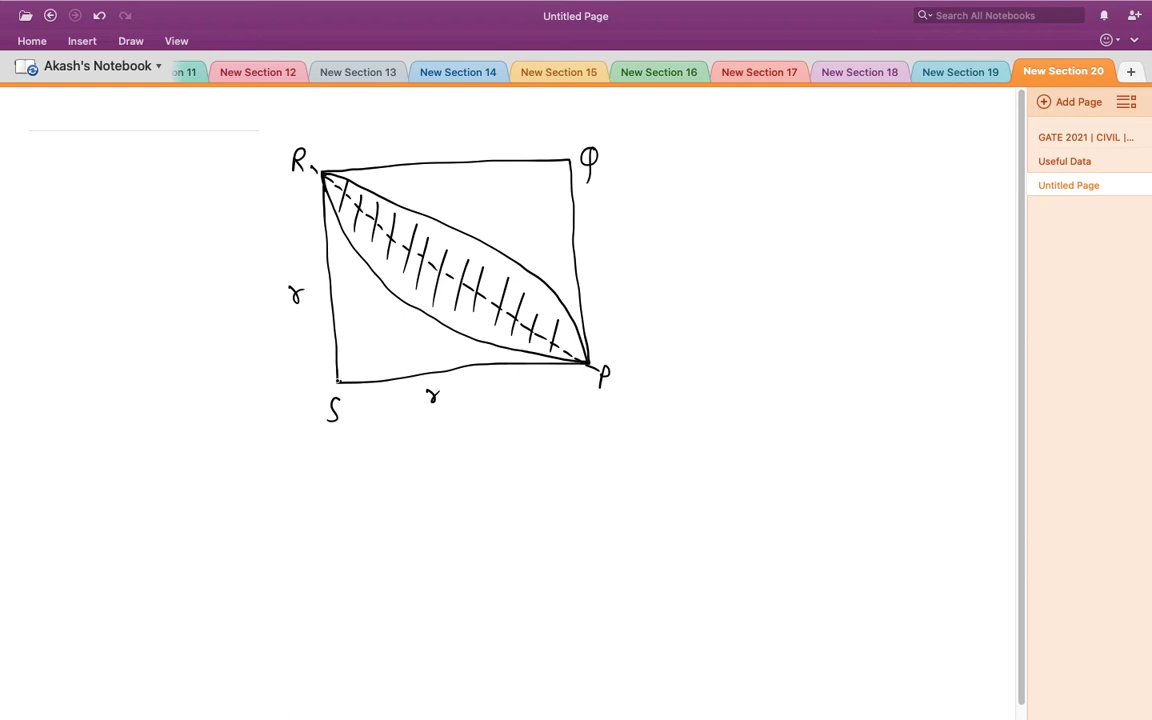 Untitled Page
Search All Notebooks
Home Insert Draw View
Akash's Notebook
on 11 New Section 12 New Section 13 New Section 14 New Section 15 New Section 16 New Section 17 New Section 18 New Section 19 New Section 20
Add Page
GATE 2021 | CIVIL |...
Useful Data
Untitled Page
R Q
r
P
S r